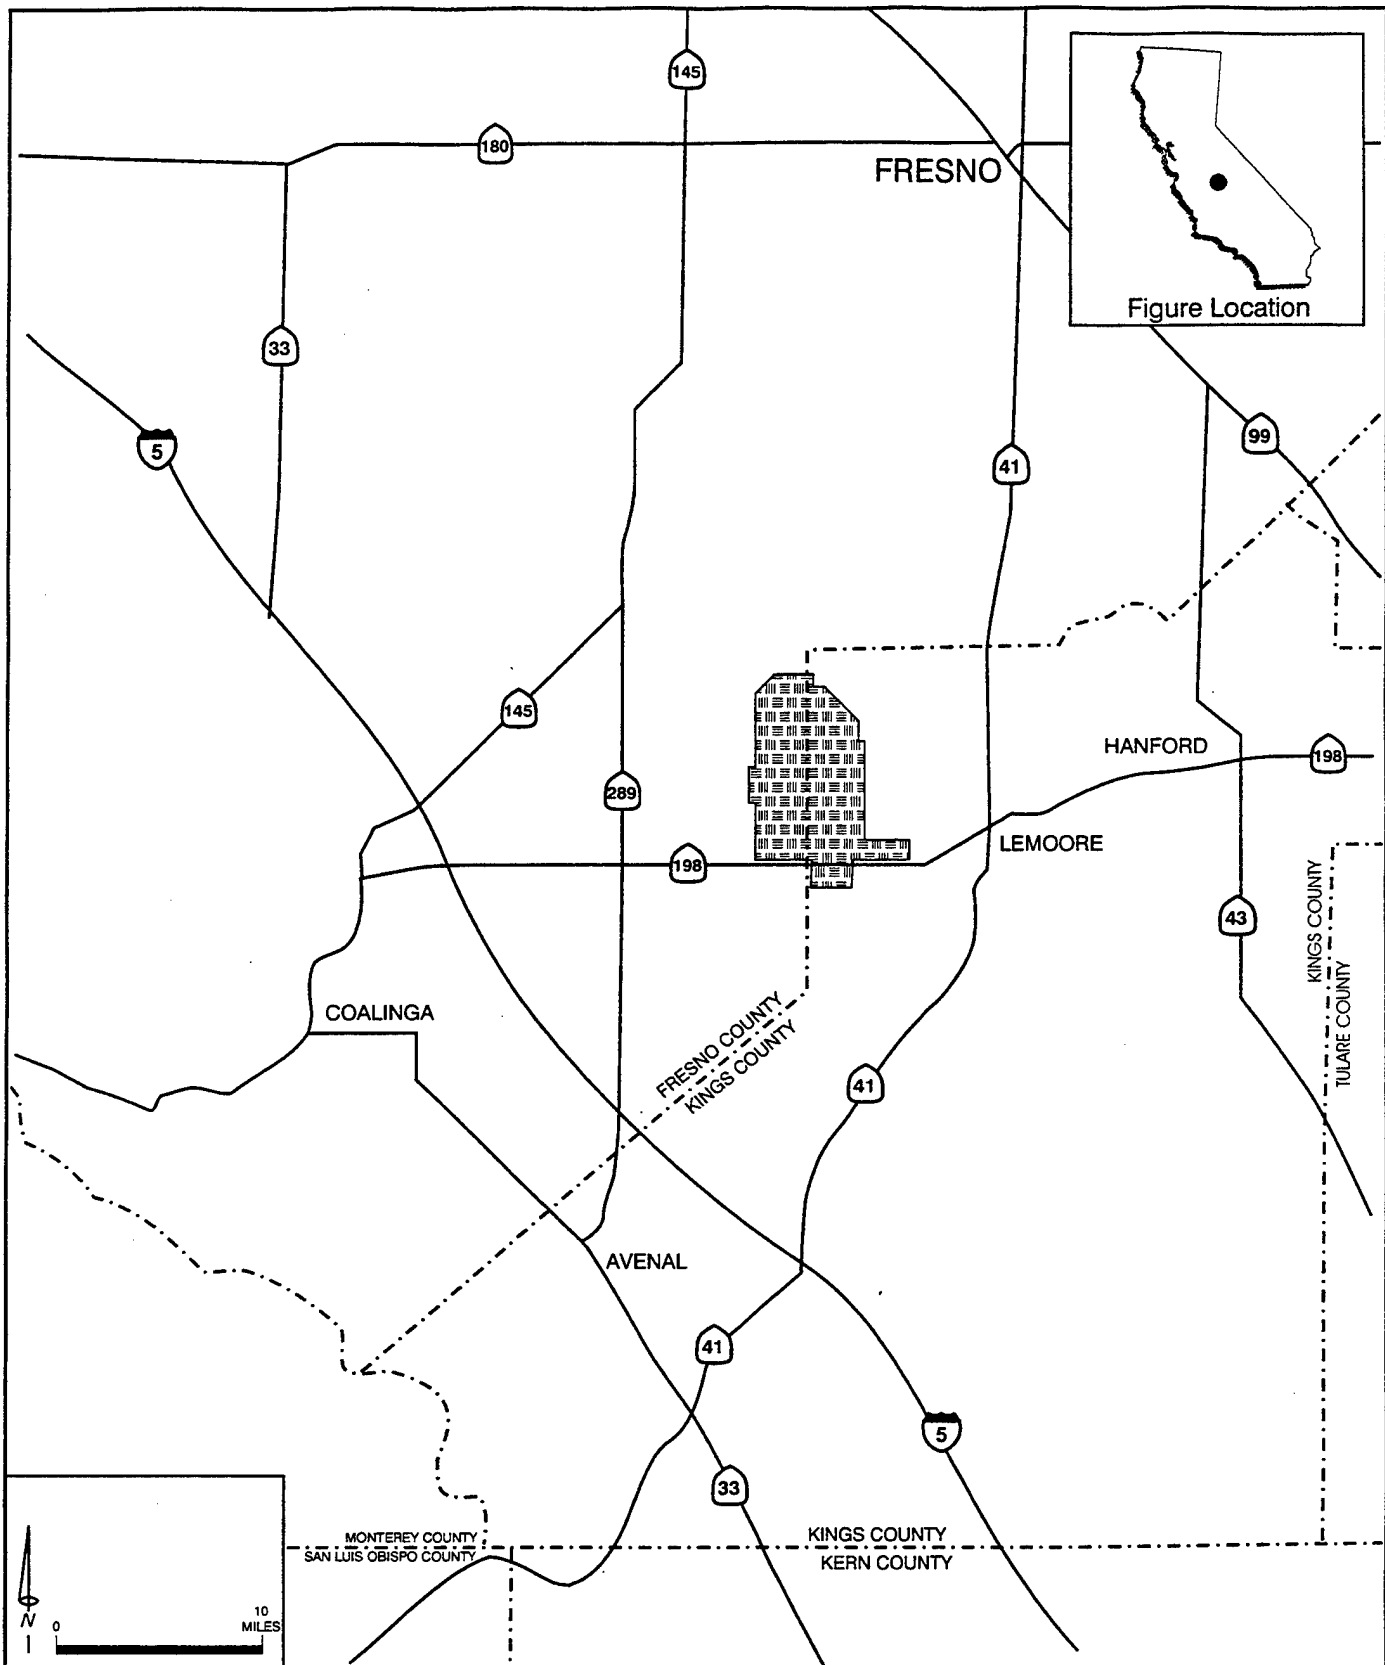 145
180
FRESNO
Figure Location
33
5
99
41
145
HANFORD
198
289
LEMOORE
198
KINGS COUNTY
TULARE COUNTY
43
COALINGA
FRESNO COUNTY
KINGS COUNTY
41
AVENAL
41
5
33
MONTEREY COUNTY
SAN LUIS OBISPO COUNTY
KINGS COUNTY
KERN COUNTY
N
0
10
MILES